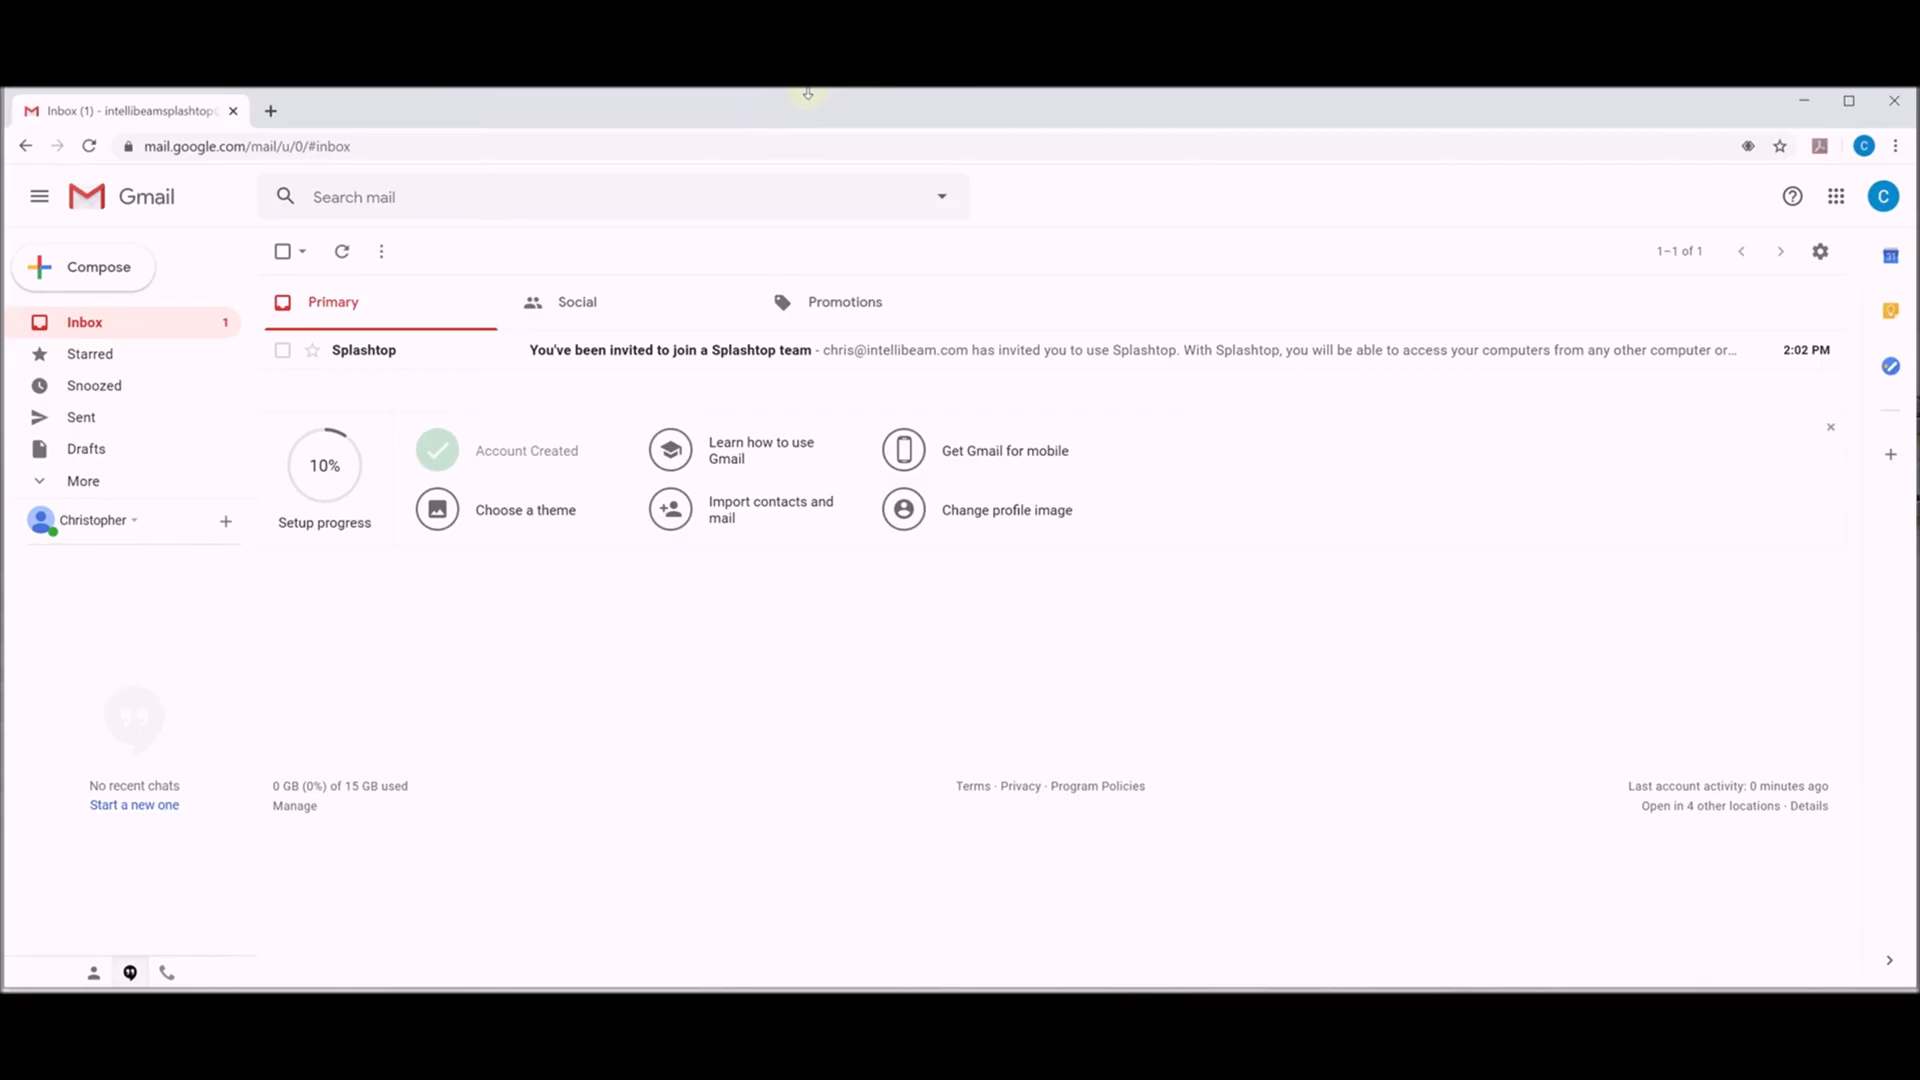 Inbox (1) - intellibeamsplashtop
mail.google.com/mail/u/0/#inbox
C
Gmail
Search mail
C
Compose
1–1 of 1
31
Primary
Social
Promotions
Inbox
1
Splashtop
You've been invited to join a Splashtop team - chris@intellibeam.com has invited you to use Splashtop. With Splashtop, you will be able to access your computers from any other computer or...
2:02 PM
Starred
Snoozed
Sent
Drafts
More
Christopher
10%
Setup progress
Account Created
Learn how to use
Gmail
Get Gmail for mobile
Choose a theme
Import contacts and
mail
Change profile image
No recent chats
Start a new one
0 GB (0%) of 15 GB used
Manage
Terms · Privacy · Program Policies
Last account activity: 0 minutes ago
Open in 4 other locations · Details